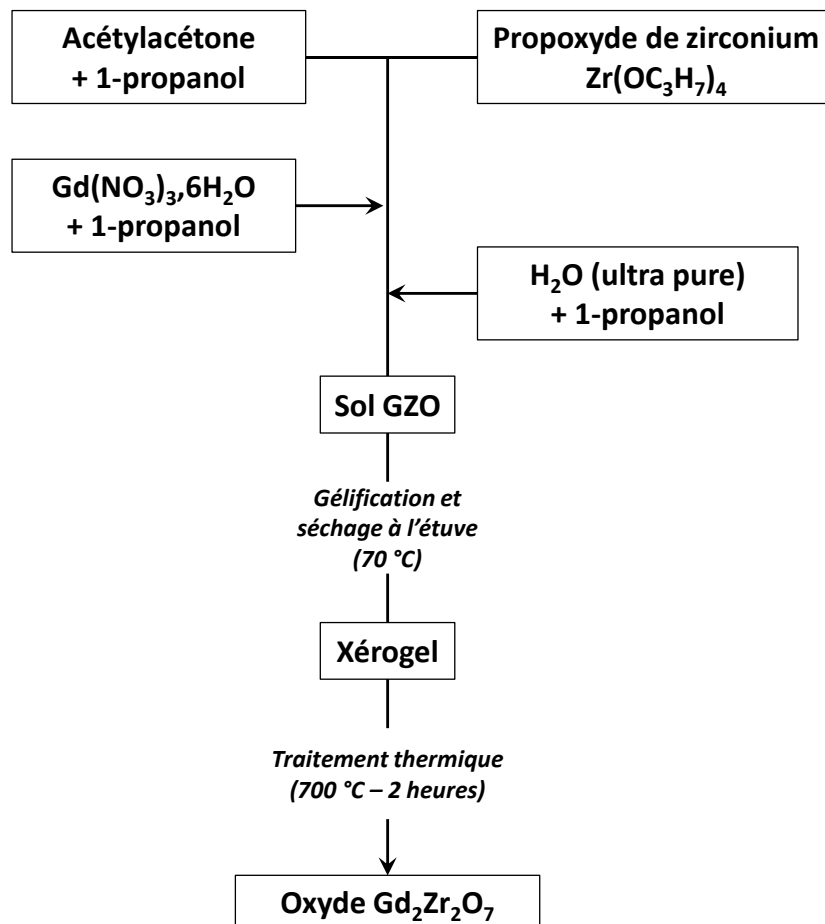 Acétylacétone
+ 1-propanol
Propoxyde de zirconium
Zr(OC₃H₇)₄
Gd(NO₃)₃,6H₂O
+ 1-propanol
H₂O (ultra pure)
+ 1-propanol
Sol GZO
Gélification et
séchage à l’étuve
(70 °C)
Xérogel
Traitement thermique
(700 °C – 2 heures)
Oxyde Gd₂Zr₂O₇